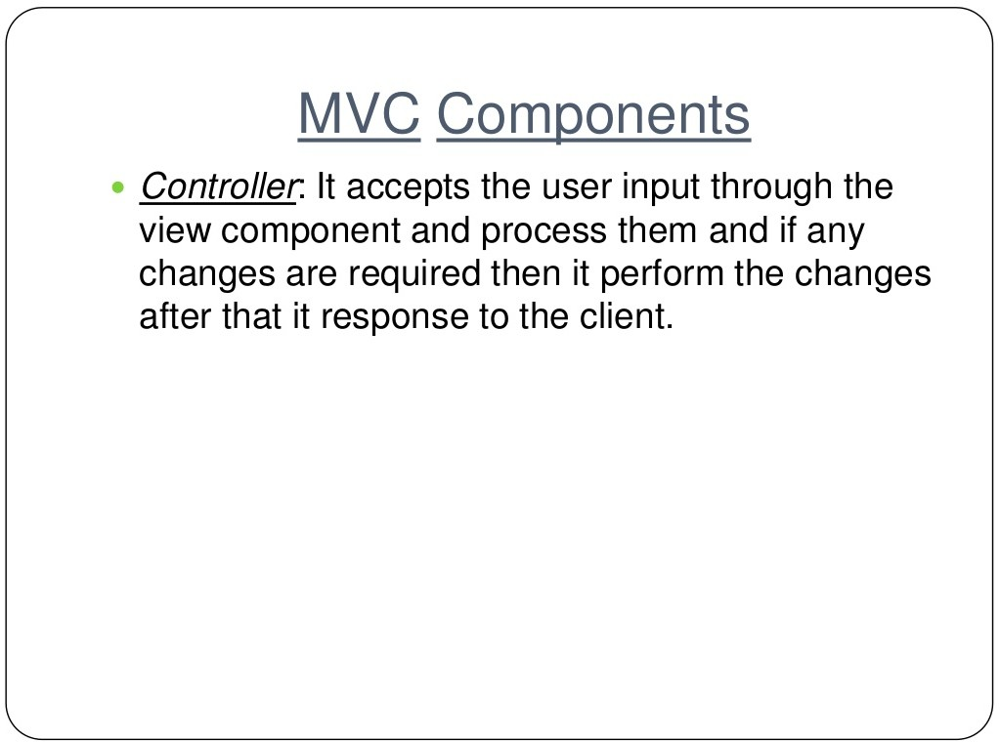 MVC Components
Controller: It accepts the user input through the
view component and process them and if any
changes are required then it perform the changes
after that it response to the client.